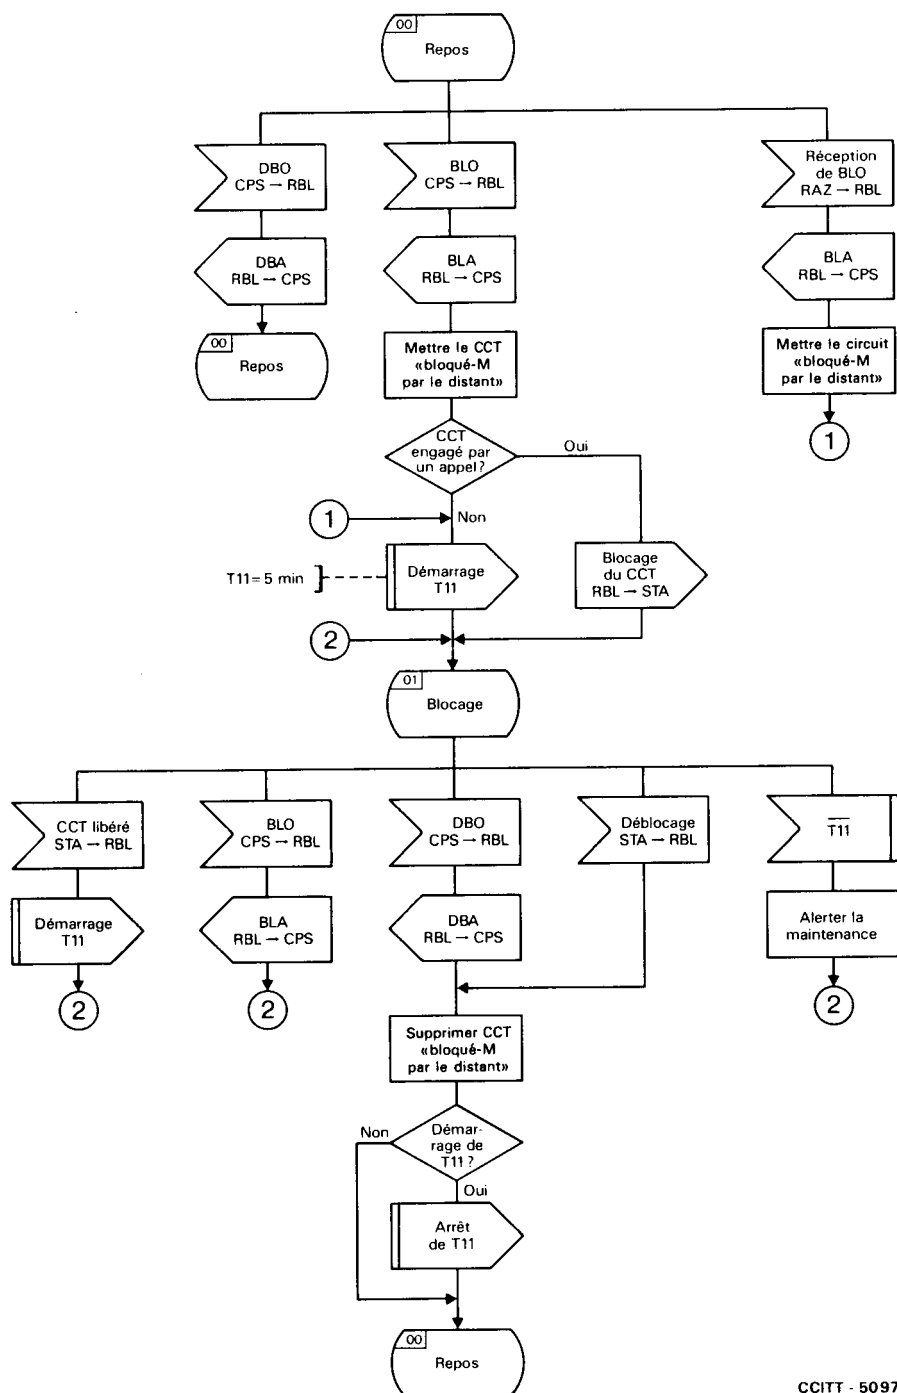 00
Repos
DBO
CPS → RBL
BLO
CPS → RBL
Réception
de BLO
RAZ → RBL
DBA
RBL → CPS
BLA
RBL → CPS
BLA
RBL → CPS
00
Repos
Mettre le CCT
«bloqué-M
par le distant»
Mettre le circuit
«bloqué-M
par le distant»
1
CCT
engagé par
un appel?
Oui
1
Non
T11 = 5 min
Démarrage
T11
Blocage
du CCT
RBL → STA
2
01
Blocage
CCT libéré
STA → RBL
BLO
CPS → RBL
DBO
CPS → RBL
Déblocage
STA → RBL
T11
Démarrage
T11
BLA
RBL → CPS
DBA
RBL → CPS
Alerter la
maintenance
2
2
2
Supprimer CCT
«bloqué-M
par le distant»
Non
Démar-
rage de
T11?
Oui
Arrêt
de T11
00
Repos
CCITT - 5097